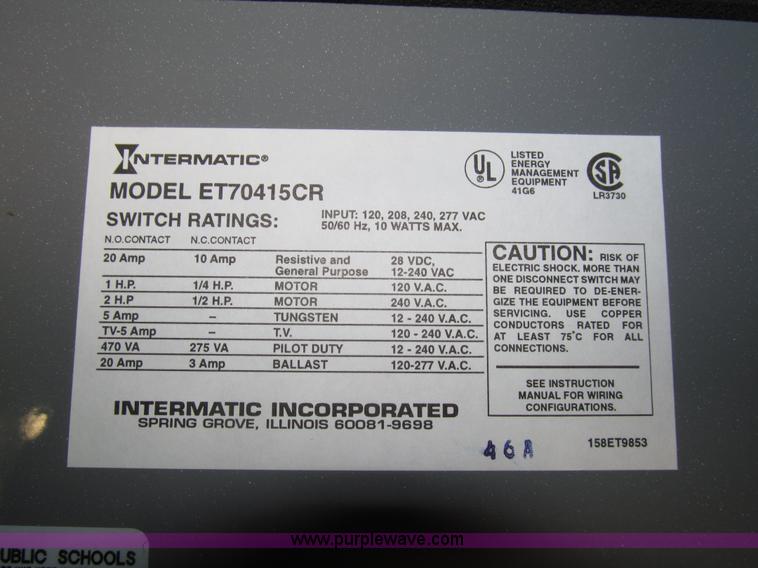 INTERMATIC®
MODEL ET70415CR
LISTED
ENERGY
MANAGEMENT
EQUIPMENT
41G6
UL
SA
LR3730
SWITCH RATINGS:
INPUT: 120, 208, 240, 277 VAC
50/60 Hz, 10 WATTS MAX.
N.O.CONTACT N.C.CONTACT
20 Amp 10 Amp Resistive and 28 VDC,
General Purpose 12-240 VAC
1 H.P. 1/4 H.P. MOTOR 120 V.A.C.
2 H.P 1/2 H.P. MOTOR 240 V.A.C.
5 Amp – TUNGSTEN 12 - 240 V.A.C.
TV-5 Amp – T.V. 120 - 240 V.A.C.
470 VA 275 VA PILOT DUTY 12 - 240 V.A.C.
20 Amp 3 Amp BALLAST 120-277 V.A.C.
CAUTION: RISK OF
ELECTRIC SHOCK. MORE THAN
ONE DISCONNECT SWITCH MAY
BE REQUIRED TO DE-ENER-
GIZE THE EQUIPMENT BEFORE
SERVICING. USE COPPER
CONDUCTORS RATED FOR
AT LEAST 75°C FOR ALL
CONNECTIONS.
SEE INSTRUCTION
MANUAL FOR WIRING
CONFIGURATIONS.
INTERMATIC INCORPORATED
SPRING GROVE, ILLINOIS 60081-9698
46A
158ET9853
UBLIC SCHOOLS
www.purplewave.com